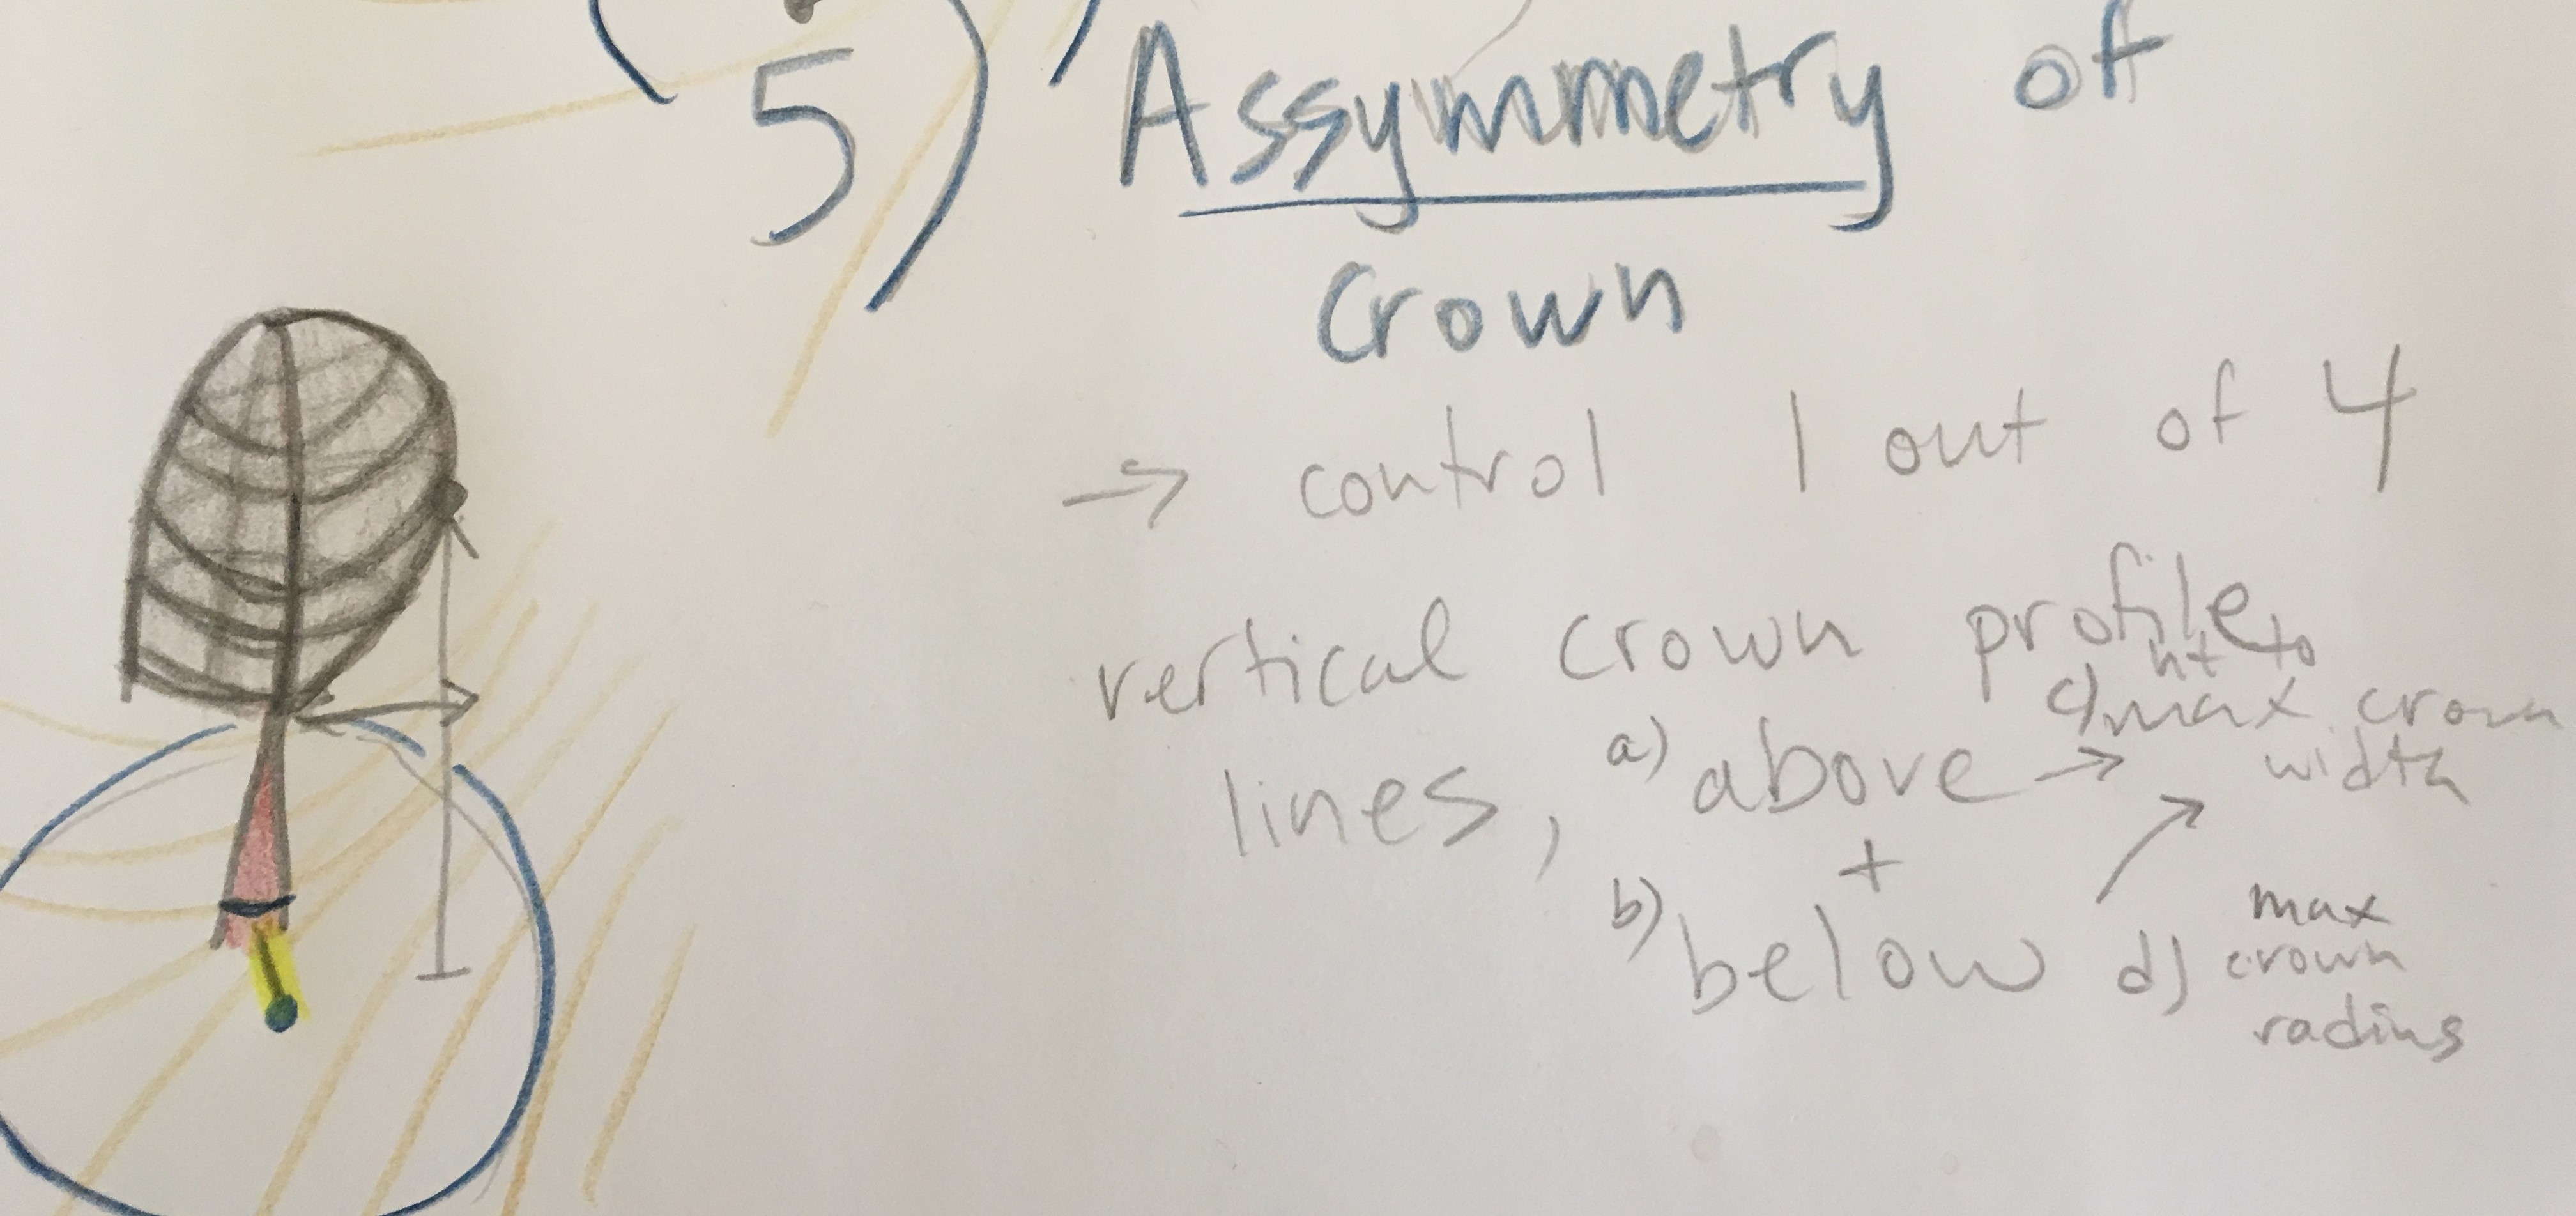 5) Assymmetry of
Crown
→ control 1 out of 4
vertical crown profile
lines, a) above → c) ht to max crown width
+
b) below d) max crown radius